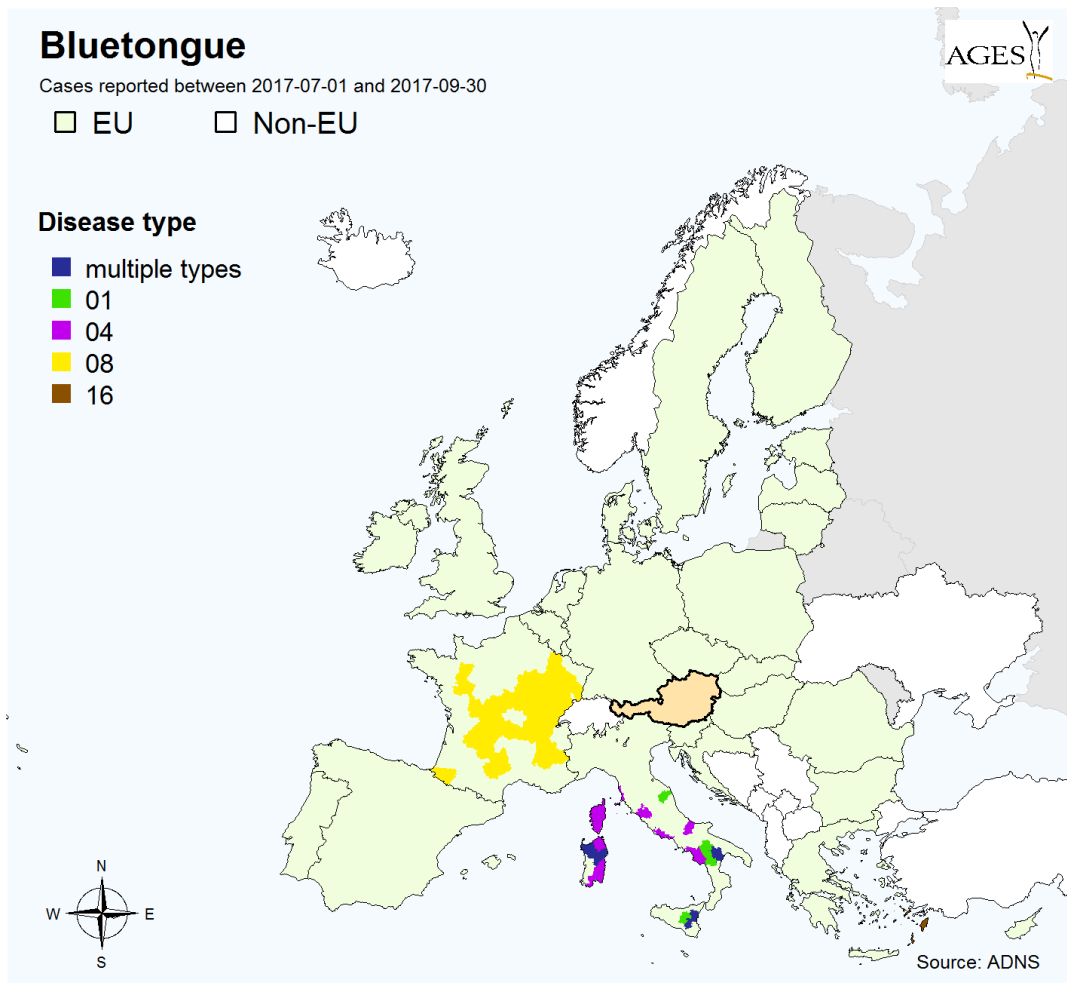 Bluetongue
AGES
Cases reported between 2017-07-01 and 2017-09-30
EU Non-EU
Disease type
multiple types
01
04
08
16
N
W E
S
Source: ADNS